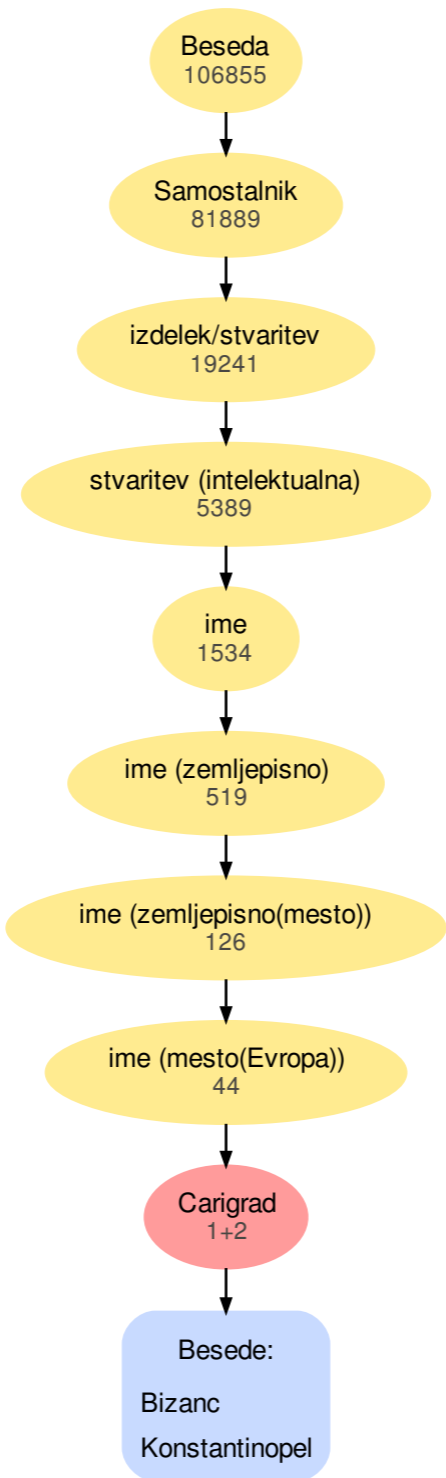 Beseda
106855
Samostalnik
81889
izdelek/stvaritev
19241
stvaritev (intelektualna)
5389
ime
1534
ime (zemljepisno)
519
ime (zemljepisno(mesto))
126
ime (mesto(Evropa))
44
Carigrad
1+2
Besede:
Bizanc
Konstantinopel